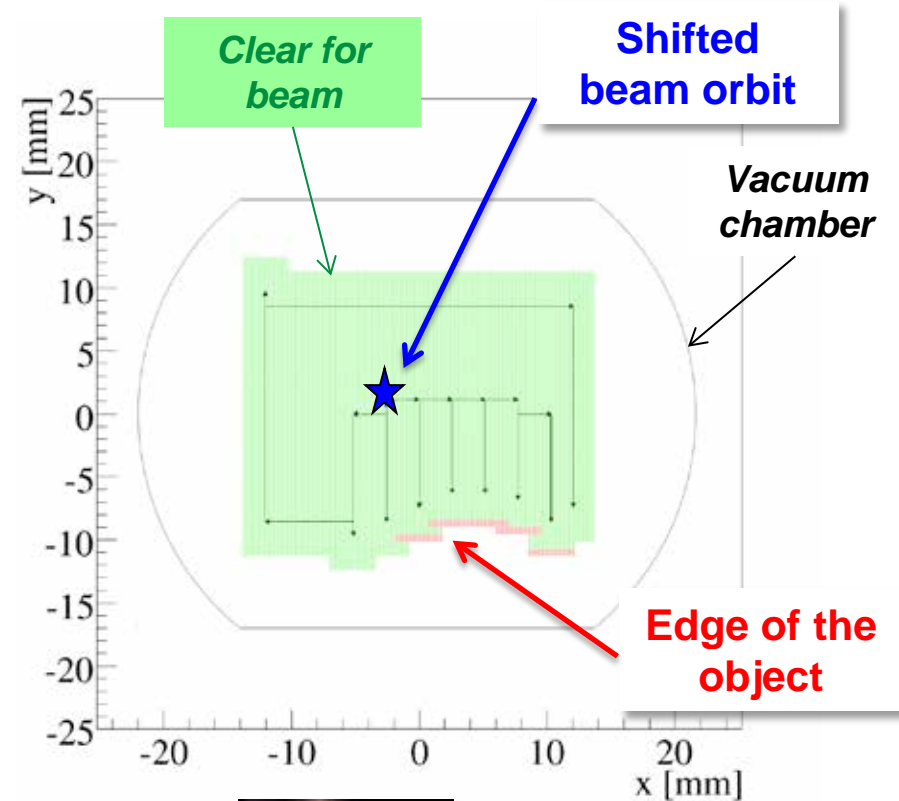 Clear for
beam
Shifted
beam orbit
Vacuum
chamber
Edge of the
object
y [mm]
25
20
15
10
5
0
-5
-10
-15
-20
-25
-20
-10
0
10
20
x [mm]